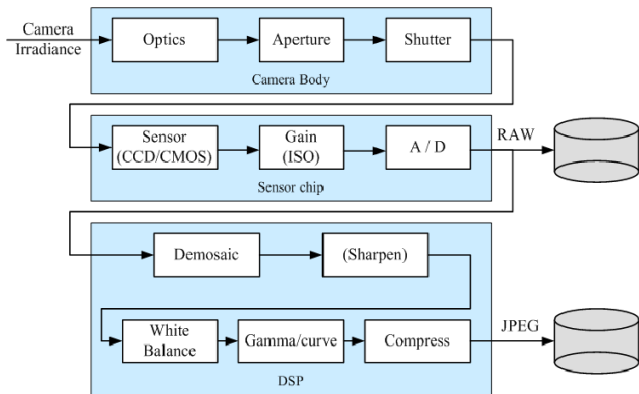 Camera
Irradiance
Optics
Aperture
Shutter
Camera Body
Sensor
(CCD/CMOS)
Gain
(ISO)
A / D
RAW
Sensor chip
Demosaic
(Sharpen)
White
Balance
Gamma/curve
Compress
JPEG
DSP